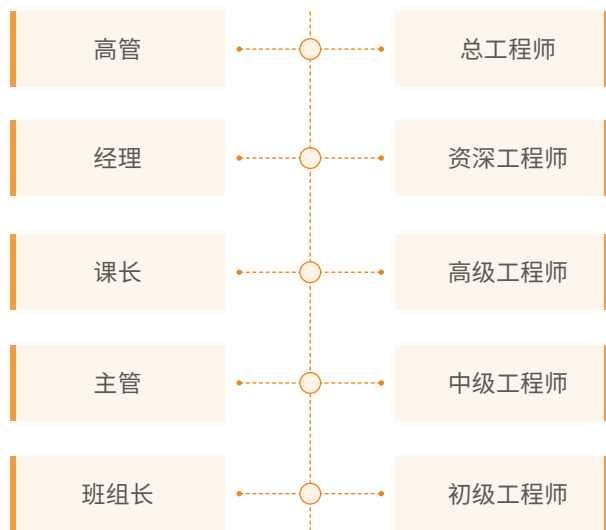 高管
总工程师
经理
资深工程师
课长
高级工程师
主管
中级工程师
班组长
初级工程师